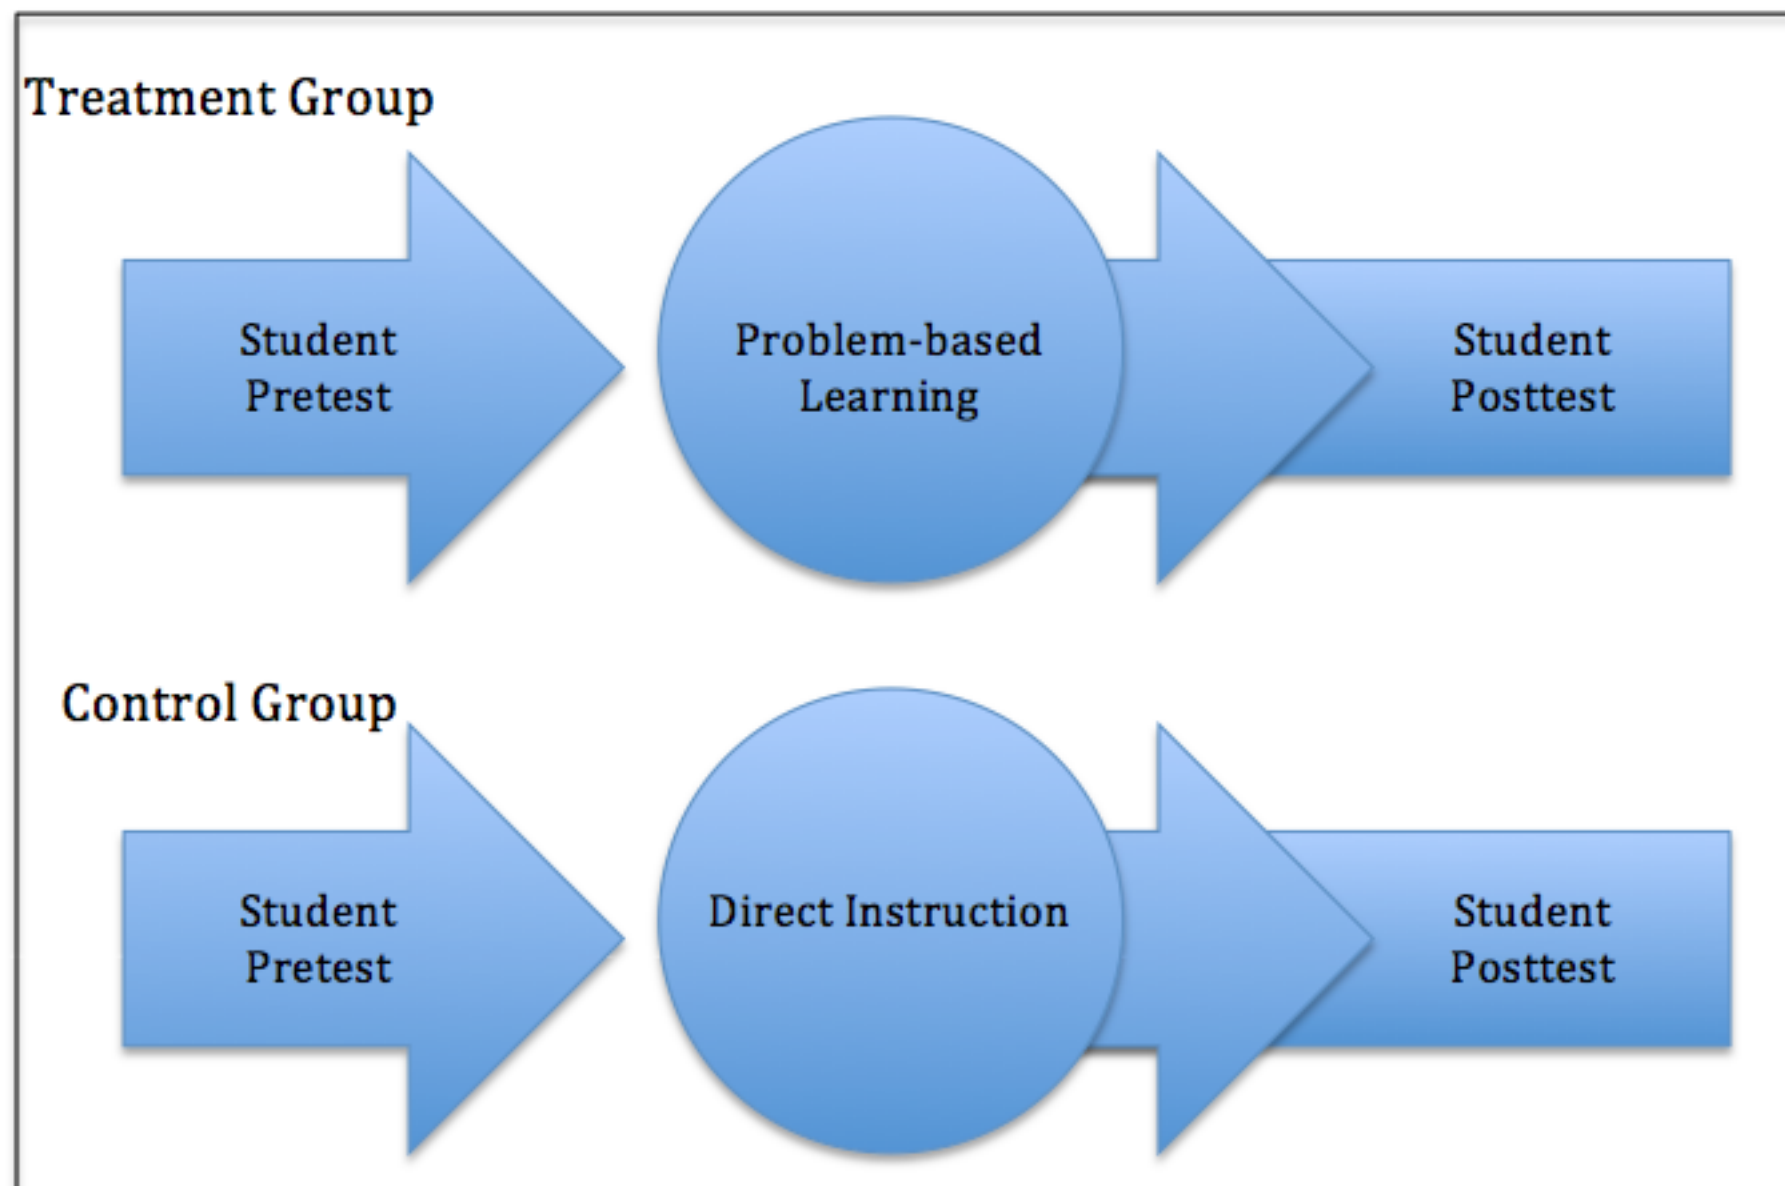 Treatment Group
Student
Pretest
Problem-based
Learning
Student
Posttest
Control Group
Student
Pretest
Direct Instruction
Student
Posttest